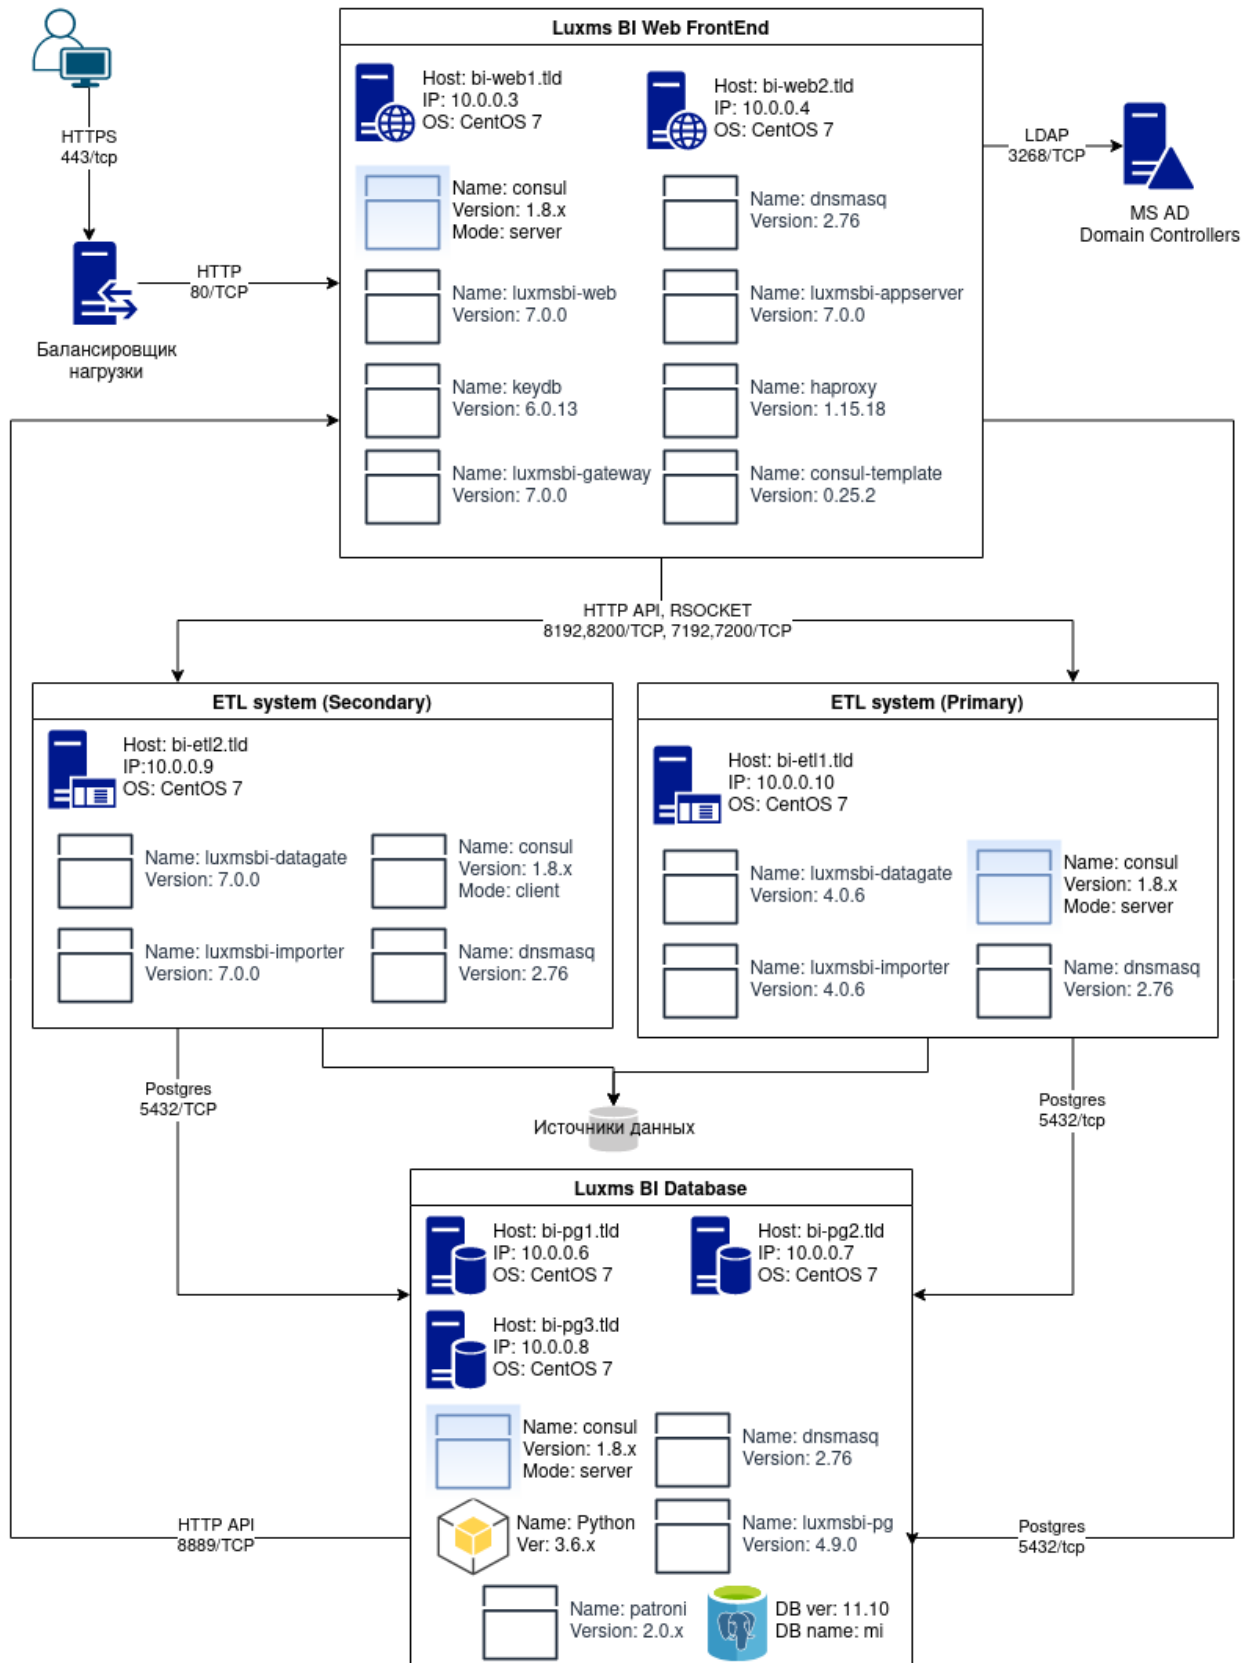 Luxms BI Web FrontEnd
Host: bi-web1.tld
IP: 10.0.0.3
OS: CentOS 7
Host: bi-web2.tld
IP: 10.0.0.4
OS: CentOS 7
HTTPS
443/tcp
LDAP
3268/TCP
MS AD
Domain Controllers
Name: consul
Version: 1.8.x
Mode: server
Name: dnsmasq
Version: 2.76
HTTP
80/TCP
Балансировщик
нагрузки
Name: luxmsbi-web
Version: 7.0.0
Name: luxmsbi-appserver
Version: 7.0.0
Name: keydb
Version: 6.0.13
Name: haproxy
Version: 1.15.18
Name: luxmsbi-gateway
Version: 7.0.0
Name: consul-template
Version: 0.25.2
HTTP API, RSOCKET
8192,8200/TCP, 7192,7200/TCP
ETL system (Secondary)
Host: bi-etl2.tld
IP:10.0.0.9
OS: CentOS 7
Name: luxmsbi-datagate
Version: 7.0.0
Name: consul
Version: 1.8.x
Mode: client
Name: luxmsbi-importer
Version: 7.0.0
Name: dnsmasq
Version: 2.76
ETL system (Primary)
Host: bi-etl1.tld
IP: 10.0.0.10
OS: CentOS 7
Name: luxmsbi-datagate
Version: 4.0.6
Name: consul
Version: 1.8.x
Mode: server
Name: luxmsbi-importer
Version: 4.0.6
Name: dnsmasq
Version: 2.76
Postgres
5432/TCP
Источники данных
Postgres
5432/tcp
Luxms BI Database
Host: bi-pg1.tld
IP: 10.0.0.6
OS: CentOS 7
Host: bi-pg2.tld
IP: 10.0.0.7
OS: CentOS 7
Host: bi-pg3.tld
IP: 10.0.0.8
OS: CentOS 7
Name: consul
Version: 1.8.x
Mode: server
Name: dnsmasq
Version: 2.76
HTTP API
8889/TCP
Name: Python
Ver: 3.6.x
Name: luxmsbi-pg
Version: 4.9.0
Postgres
5432/tcp
Name: patroni
Version: 2.0.x
DB ver: 11.10
DB name: mi